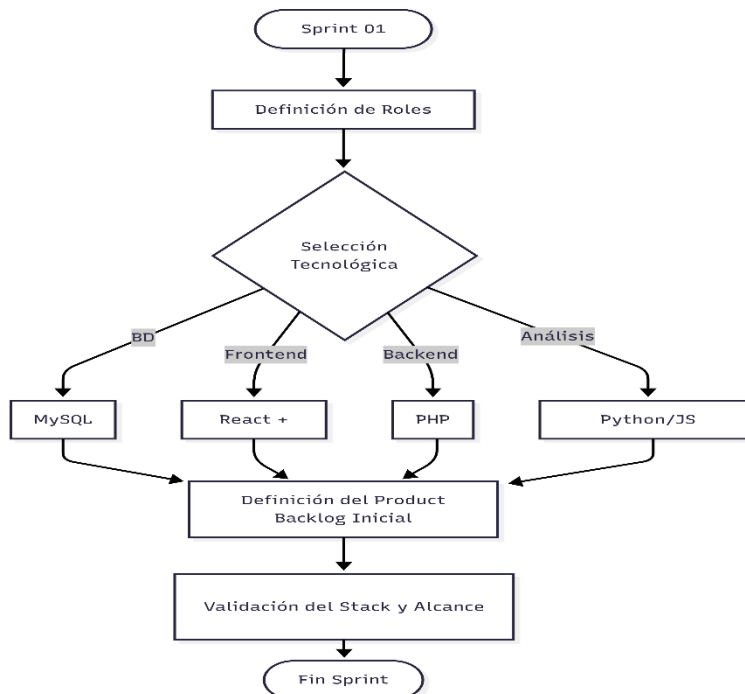 Sprint 01
Definición de Roles
Selección
Tecnológica
BD
Frontend
Backend
Análisis
MySQL
React +
PHP
Python/JS
Definición del Product
Backlog Inicial
Validación del Stack y Alcance
Fin Sprint